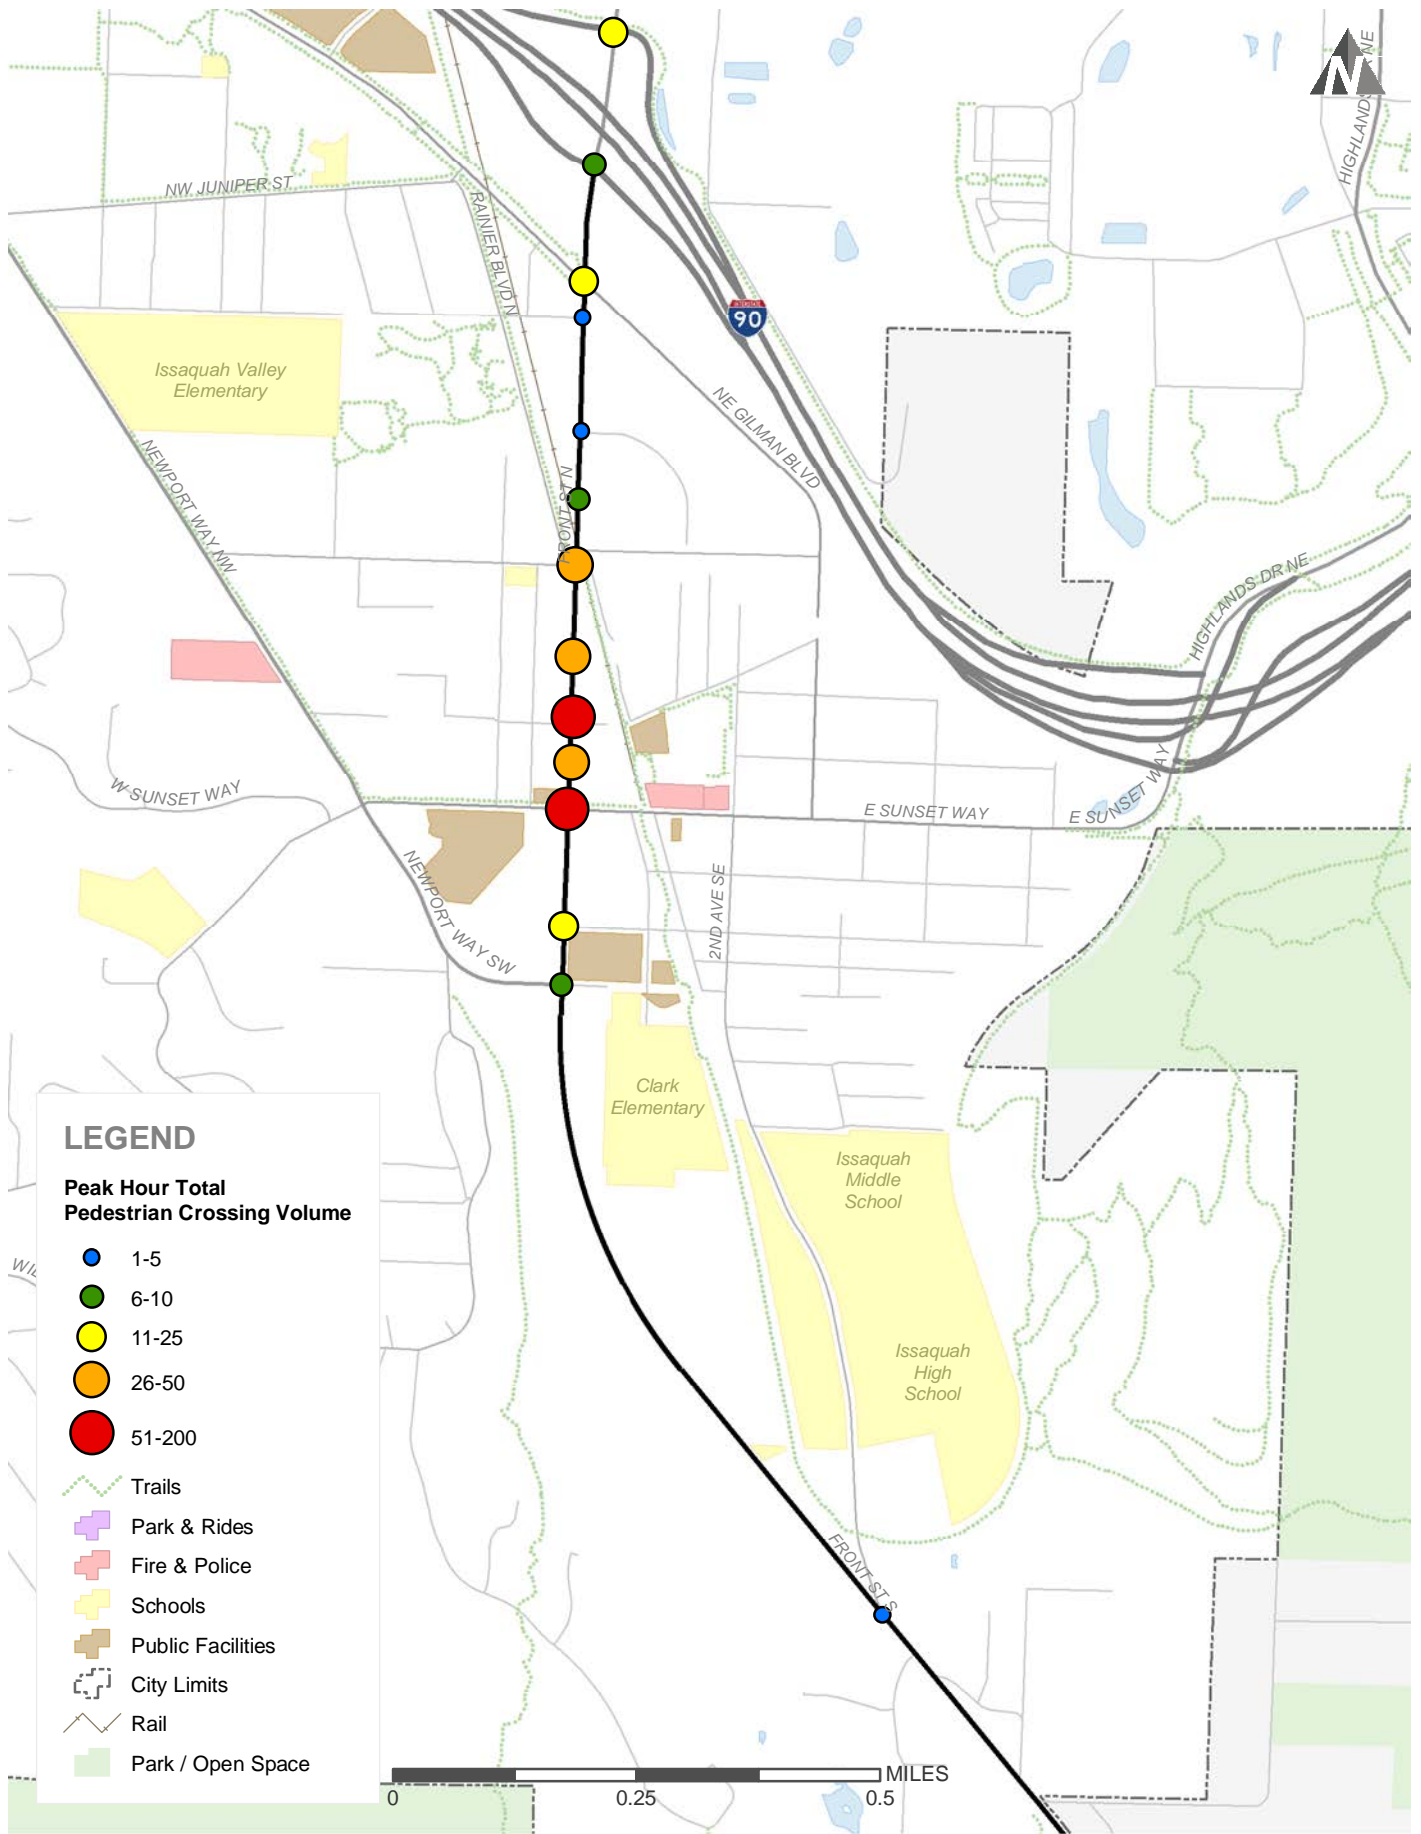 N
HIGHLANDS
NE
HIGHLANDS
NW JUNIPER ST
RAINIER BLVD N
90
Issaquah Valley
Elementary
NE GILMAN BLVD
NEWPORT WAY NW
FRONT ST N
HIGHLANDS DR NE
W SUNSET WAY
E SUNSET WAY
E SUNSET WAY
NEWPORT WAY SW
2ND AVE SE
Clark
Elementary
Issaquah
Middle
School
Issaquah
High
School
FRONT ST S
LEGEND
Peak Hour Total
Pedestrian Crossing Volume
1-5
6-10
11-25
26-50
51-200
Trails
Park & Rides
Fire & Police
Schools
Public Facilities
City Limits
Rail
Park / Open Space
MILES
0 0.25 0.5